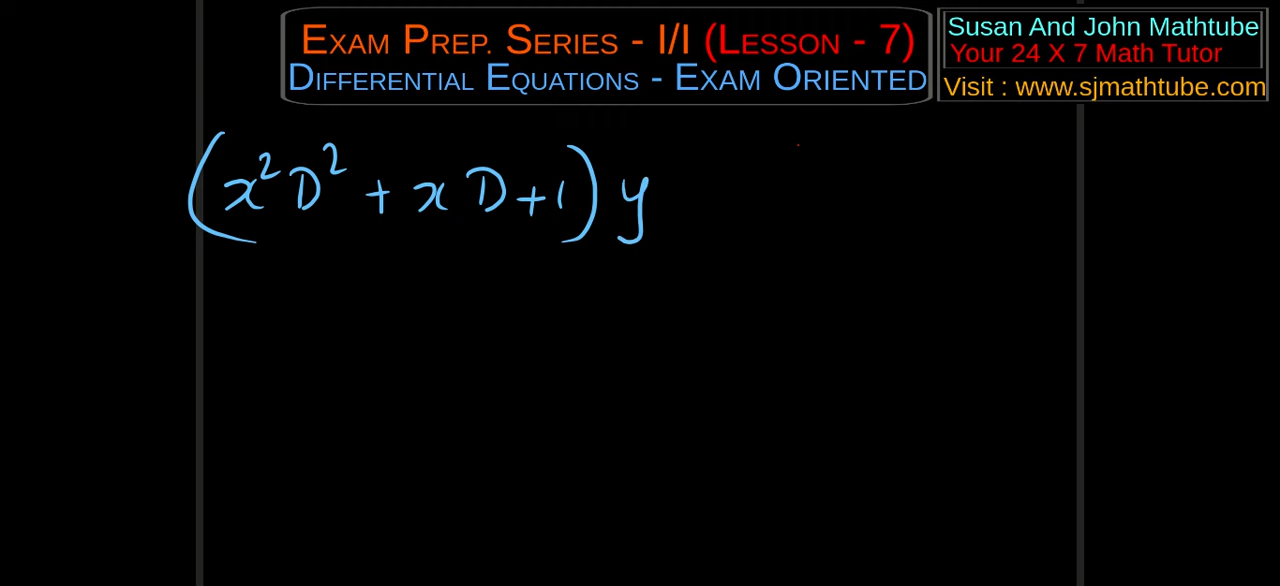 Exam Prep. Series - I/I (Lesson - 7)
Differential Equations - Exam Oriented
Susan And John Mathtube
Your 24 X 7 Math Tutor
Visit : www.sjmathtube.com
(x²D² + xD+1) y